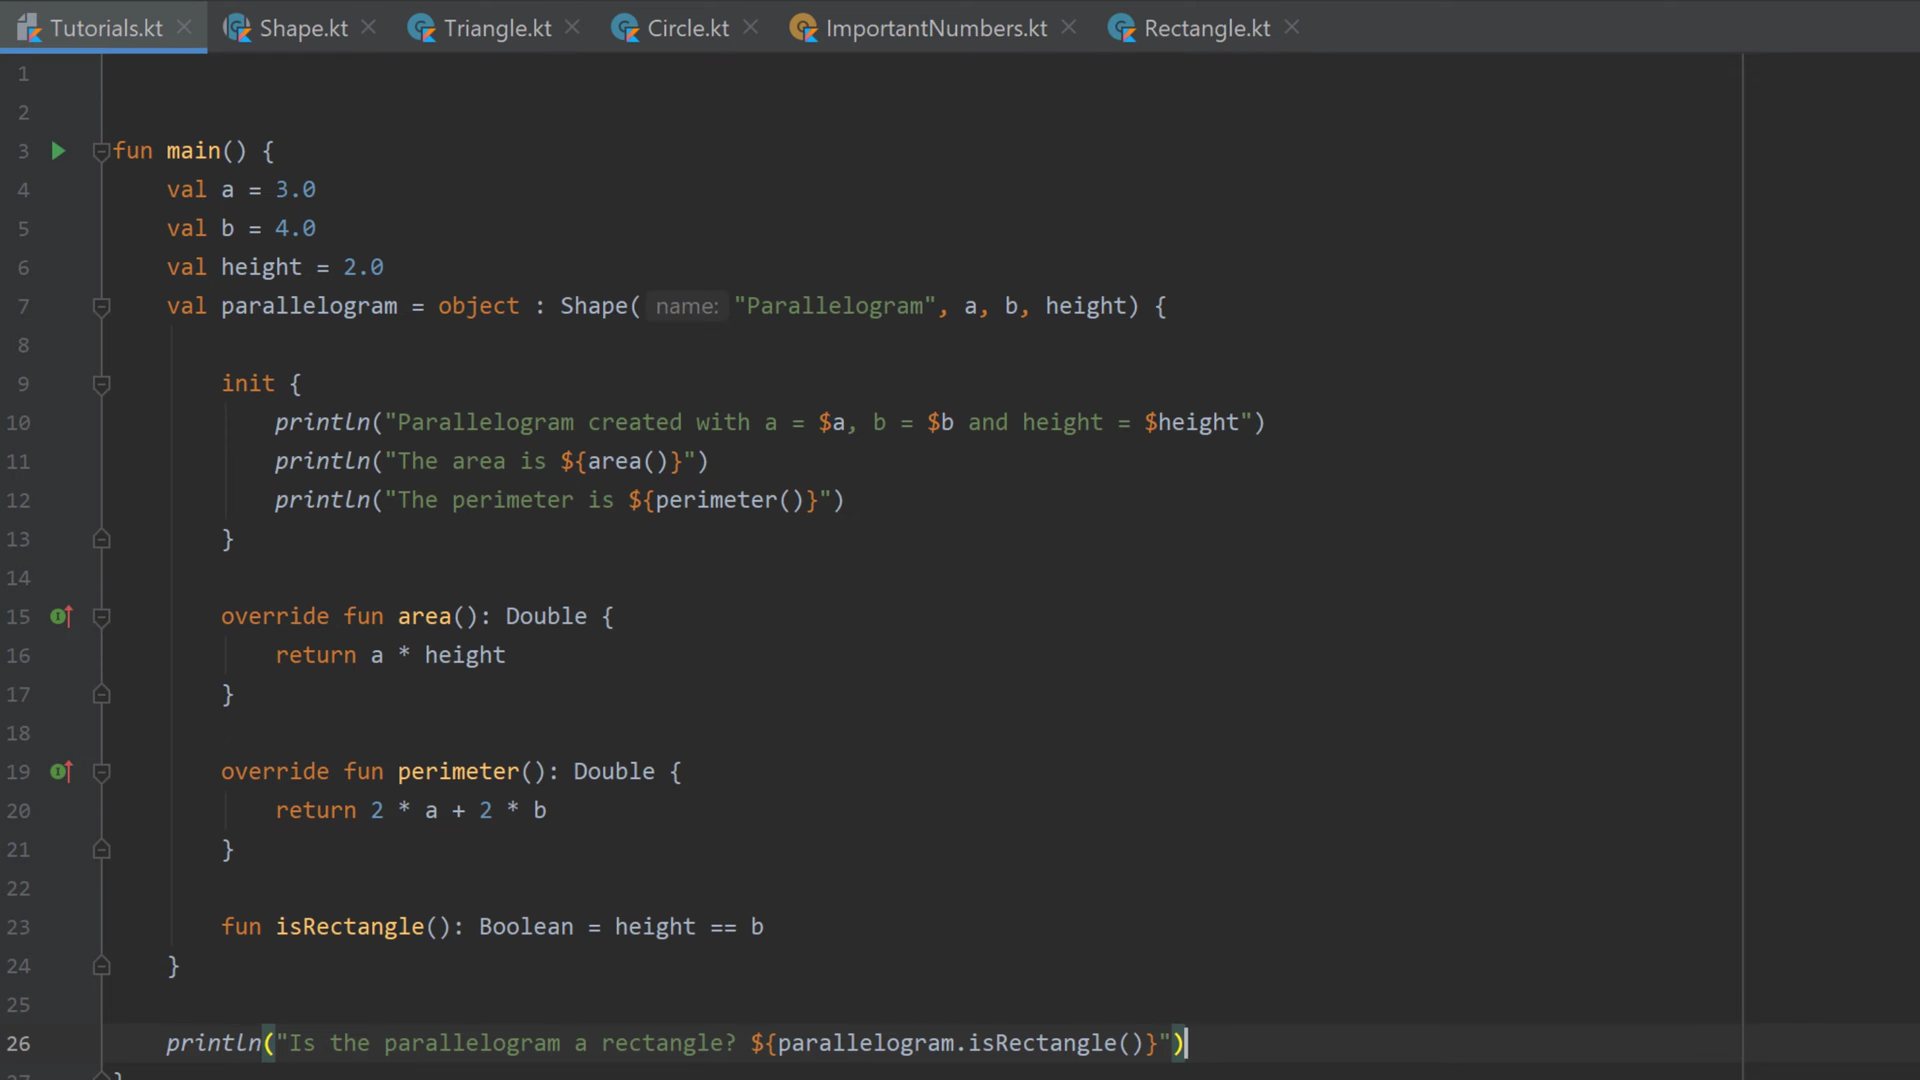 Tutorials.kt Shape.kt Triangle.kt Circle.kt ImportantNumbers.kt Rectangle.kt
1
2
3 fun main() {
4     val a = 3.0
5     val b = 4.0
6     val height = 2.0
7     val parallelogram = object : Shape( name: "Parallelogram", a, b, height) {
8
9         init {
10             println("Parallelogram created with a = $a, b = $b and height = $height")
11             println("The area is ${area()}")
12             println("The perimeter is ${perimeter()}")
13         }
14
15         override fun area(): Double {
16             return a * height
17         }
18
19         override fun perimeter(): Double {
20             return 2 * a + 2 * b
21         }
22
23         fun isRectangle(): Boolean = height == b
24     }
25
26     println("Is the parallelogram a rectangle? ${parallelogram.isRectangle()}")
27 }